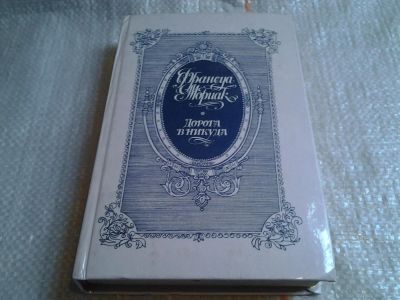 Франсуа
Мориак
Дорога
в никуда